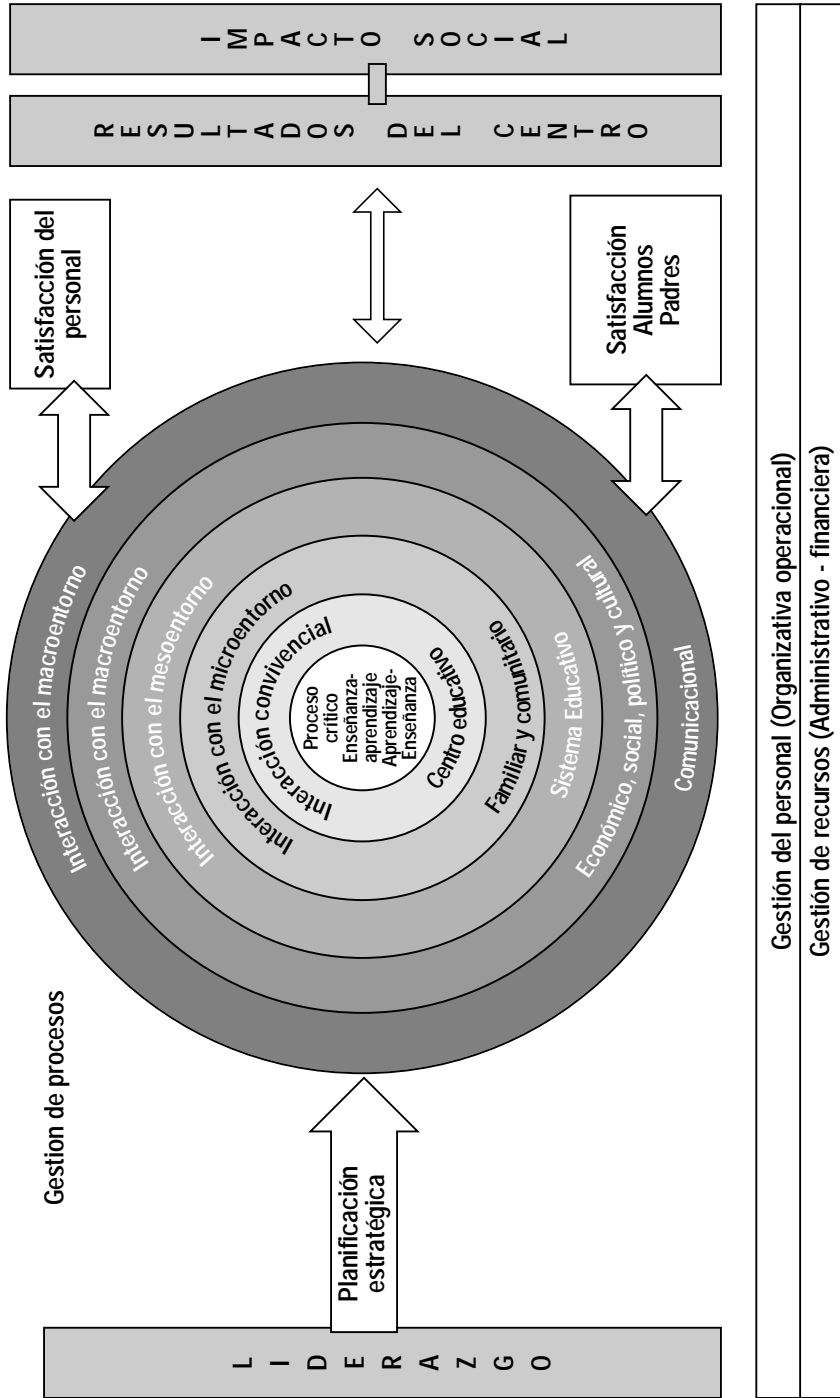 LIDERAZGO
Planificación
estratégica
Gestion de procesos
Interacción con el macroentorno
Interacción con el macroentorno
Interacción con el mesoentorno
Interacción con el microentorno
Interacción convivencial
Proceso
crítico
Enseñanza-
aprendizaje
Aprendizaje-
Enseñanza
Centro educativo
Familiar y comunitario
Sistema Educativo
Económico, social, político y cultural
Comunicacional
Satisfacción del
personal
Satisfacción
Alumnos
Padres
RESULTADOS DEL CENTRO
IMPACTO SOCIAL
Gestión del personal (Organizativa operacional)
Gestión de recursos (Administrativo - financiera)